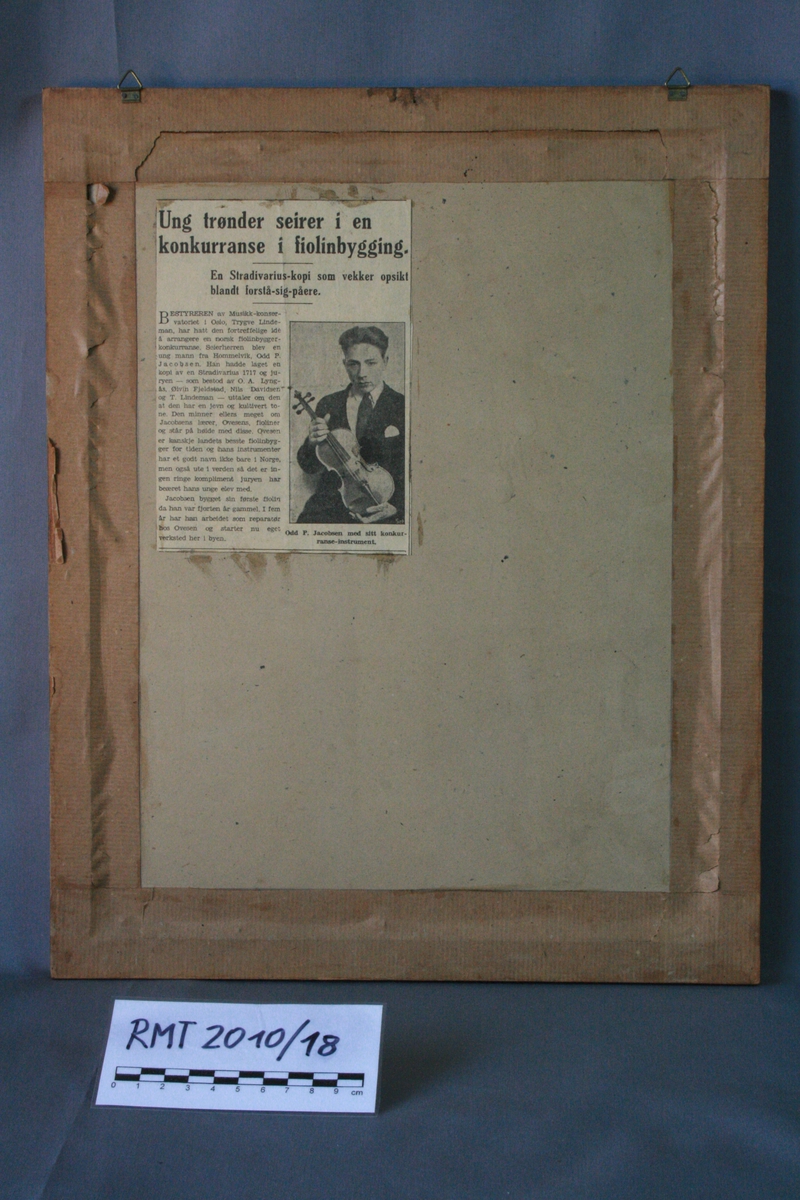 Ung trønder seirer i en
konkurranse i fiolinbygging.
En Stradivarius-kopi som vekker opsikt
blandt forstå-sig-påere.
BESTYREREN av Musikk-konser-
vatoriet i Oslo, Trygve Linde-
man, har hatt den fortreffelige idé
å arrangere en norsk fiolinbygger-
konkurranse. Seierherren blev en
ung mann fra Hommelvik, Odd P.
Jacobsen. Han hadde laget en
kopi av en Stradivarius 1717 og ju-
ryen — som bestod av O. A. Lyng-
ås, Øivin Fjeldstad, Nils Davidsen
og T. Lindeman — uttaler om den
at den har en jevn og kultivert to-
ne. Den minner ellers meget om
Jacobsens lærer, Ovesens, fioliner
og står på høide med disse. Ovesen
er kanskje landets beste fiolinbyg-
ger for tiden og hans instrumenter
har et godt navn ikke bare i Norge,
men også ute i verden så det er in-
gen ringe kompliment juryen har
beæret hans unge elev med.
Jacobsen bygget sin første fiolin
da han var fjorten år gammel. I fem
år har han arbeidet som reparatør
hos Ovesen og starter nu eget
verksted her i byen.
Odd P. Jacobsen med sitt konkur-
ranse-instrument.
RMT 2010/18
0 1 2 3 4 5 6 7 8 9 cm